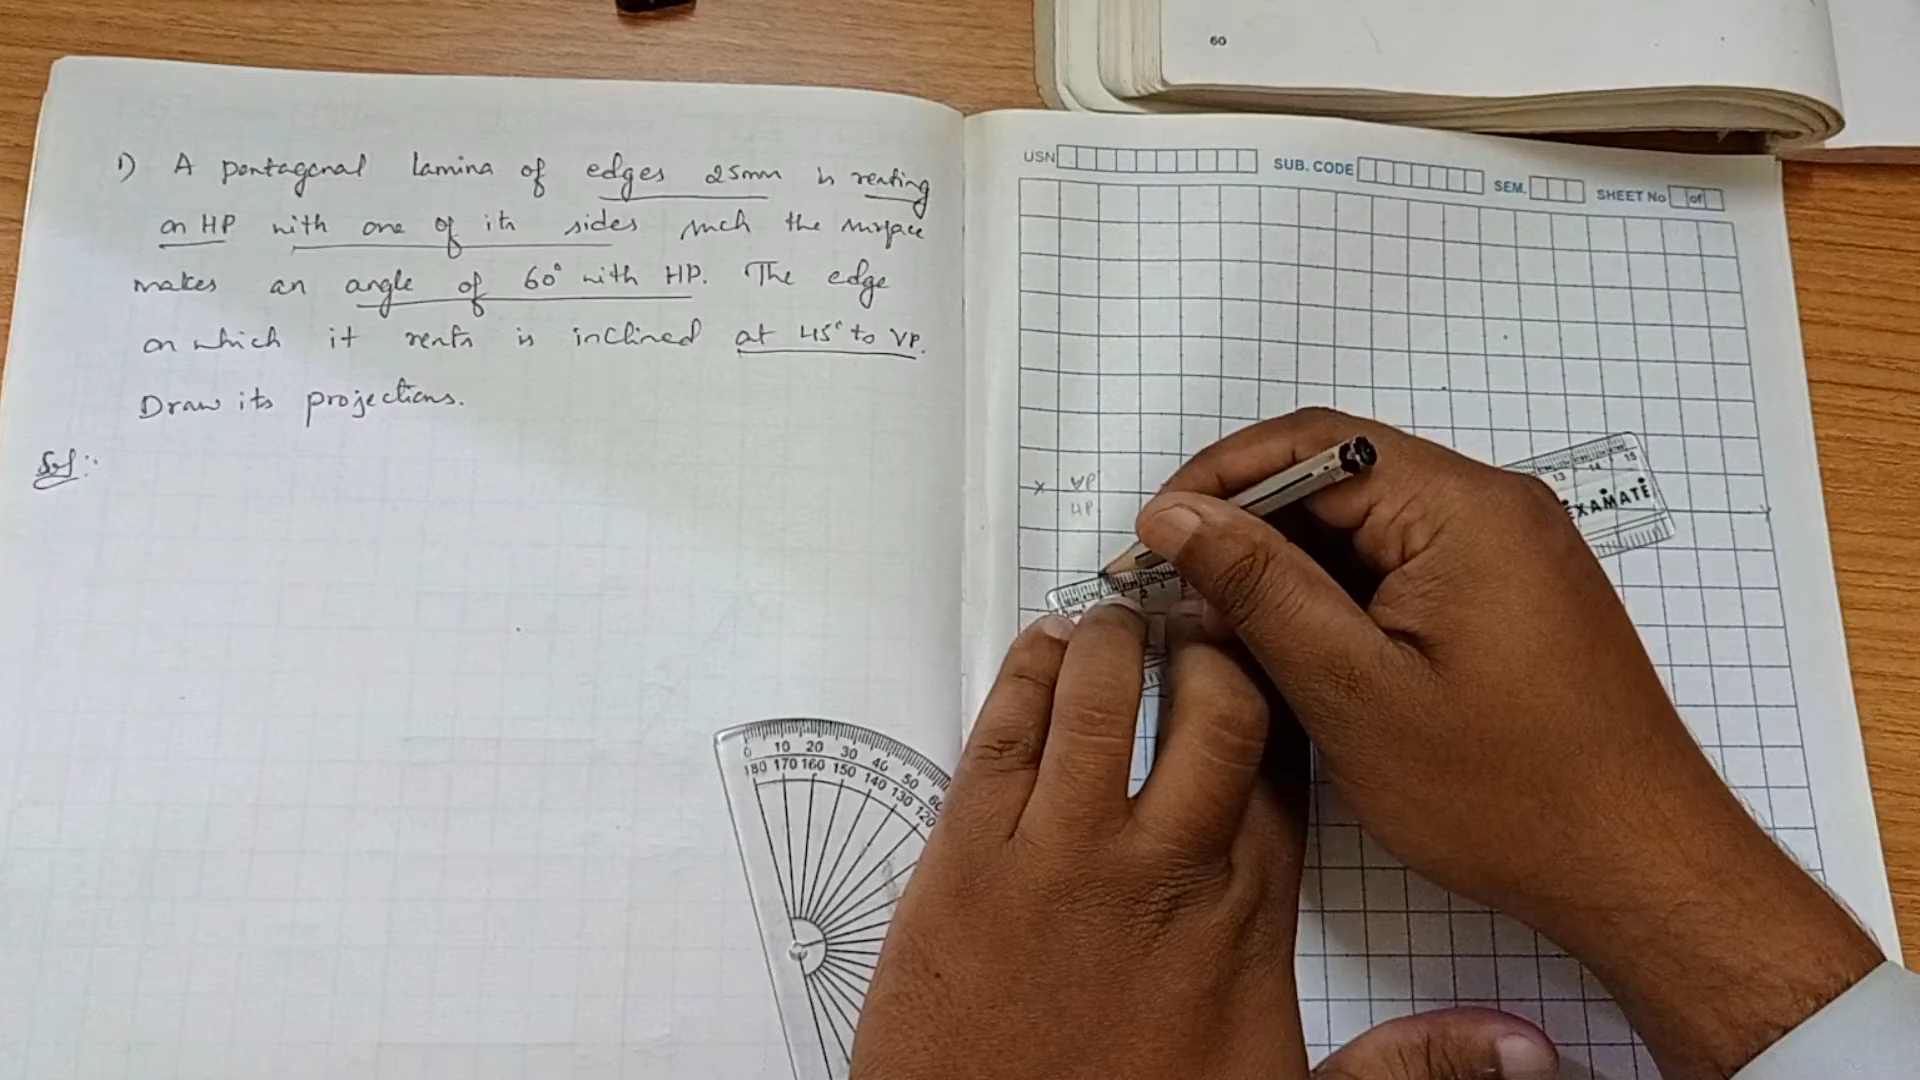 1) A pentagonal lamina of edges 25mm is resting
on HP with one of its sides such the surface
makes an angle of 60° with HP. The edge
on which it rests is inclined at 45° to VP.
Draw its projections.
Sol:-
60
USN SUB. CODE SEM. SHEET No of
X VP
HP
Y
13 14 15
EXAMATE
0 10 20 30 40 50 60
180 170 160 150 140 130 120